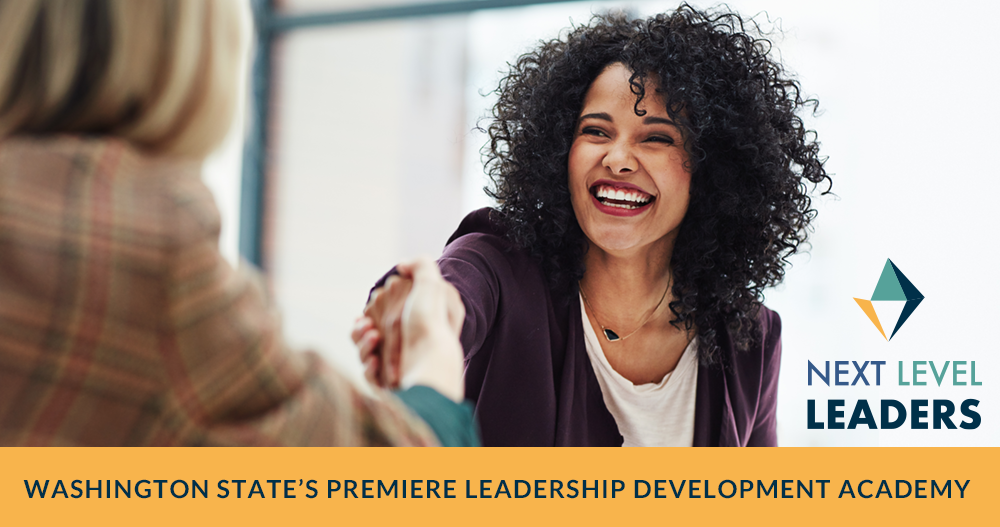 NEXT LEVEL
LEADERS
WASHINGTON STATE’S PREMIERE LEADERSHIP DEVELOPMENT ACADEMY